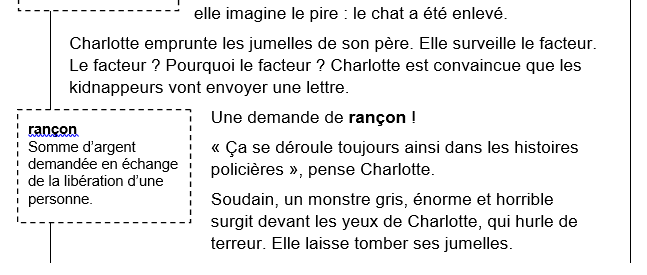 elle imagine le pire : le chat a été enlevé.
Charlotte emprunte les jumelles de son père. Elle surveille le facteur.
Le facteur ? Pourquoi le facteur ? Charlotte est convaincue que les
kidnappeurs vont envoyer une lettre.
rançon
Somme d’argent
demandée en échange
de la libération d’une
personne.
Une demande de rançon !
« Ça se déroule toujours ainsi dans les histoires
policières », pense Charlotte.
Soudain, un monstre gris, énorme et horrible
surgit devant les yeux de Charlotte, qui hurle de
terreur. Elle laisse tomber ses jumelles.